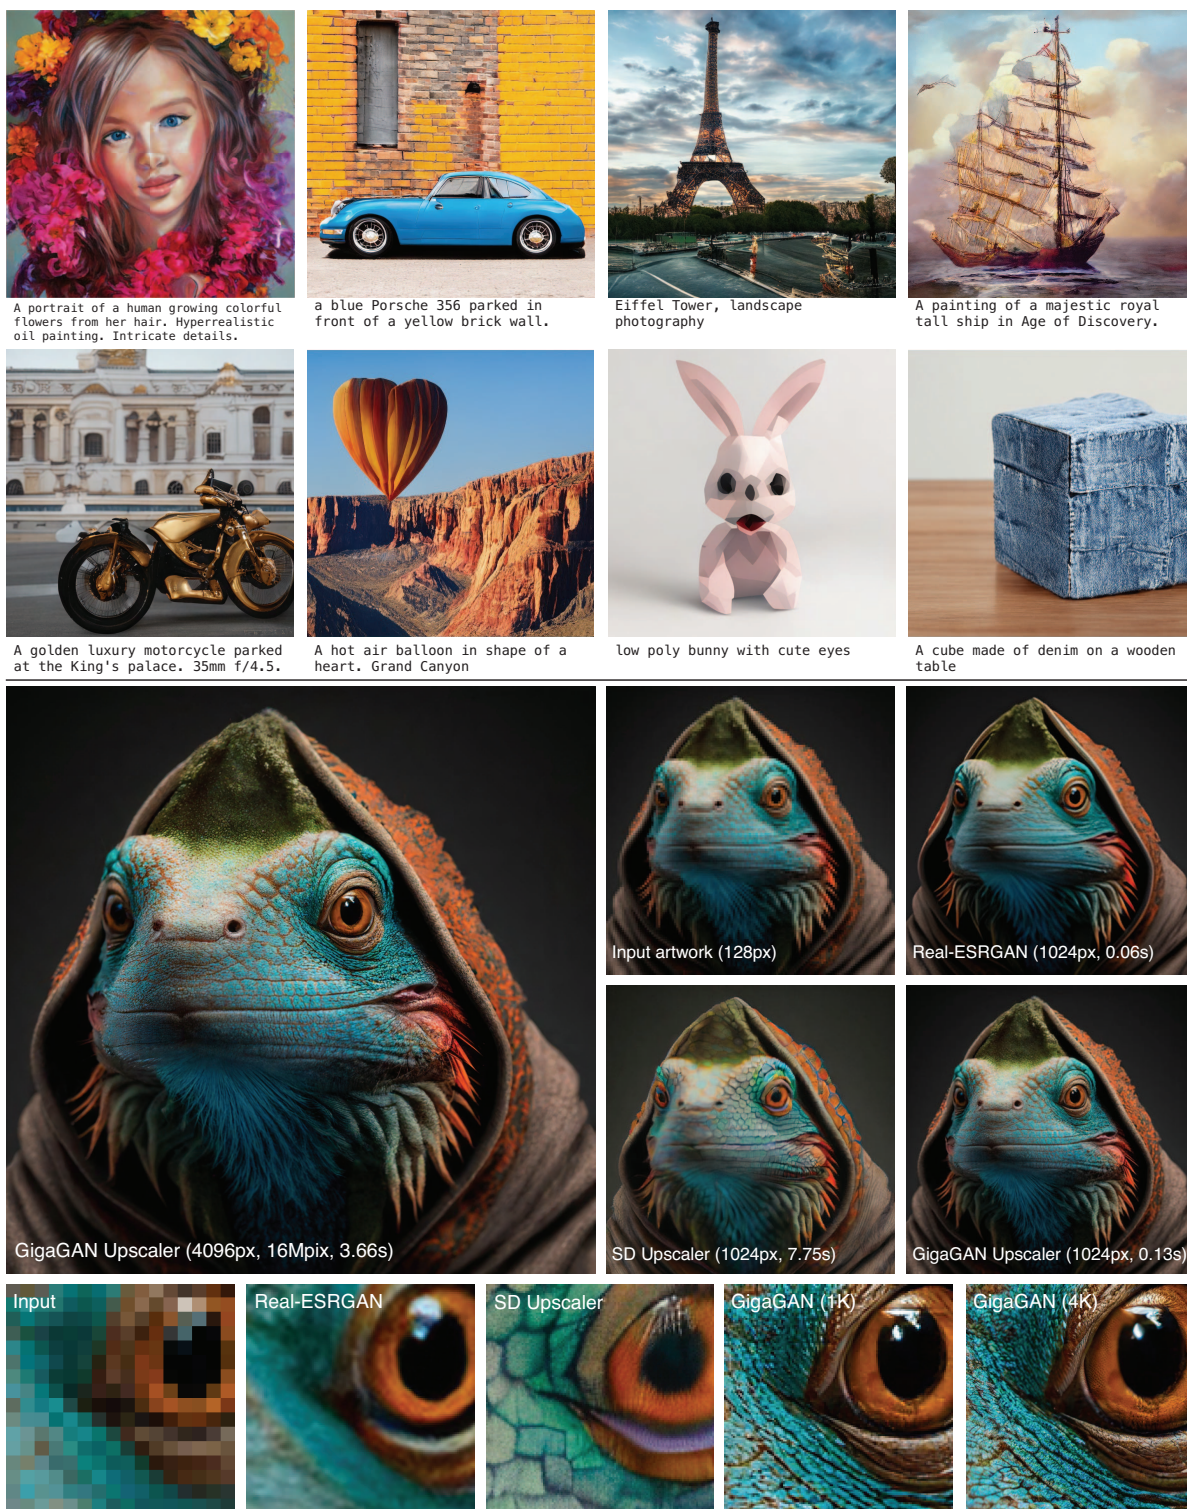 A portrait of a human growing colorful
flowers from her hair. Hyperrealistic
oil painting. Intricate details.
a blue Porsche 356 parked in
front of a yellow brick wall.
Eiffel Tower, landscape
photography
A painting of a majestic royal
tall ship in Age of Discovery.
A golden luxury motorcycle parked
at the King's palace. 35mm f/4.5.
A hot air balloon in shape of a
heart. Grand Canyon
low poly bunny with cute eyes
A cube made of denim on a wooden
table
Input artwork (128px)
Real-ESRGAN (1024px, 0.06s)
GigaGAN Upscaler (4096px, 16Mpix, 3.66s)
SD Upscaler (1024px, 7.75s)
GigaGAN Upscaler (1024px, 0.13s)
Input
Real-ESRGAN
SD Upscaler
GigaGAN (1K)
GigaGAN (4K)